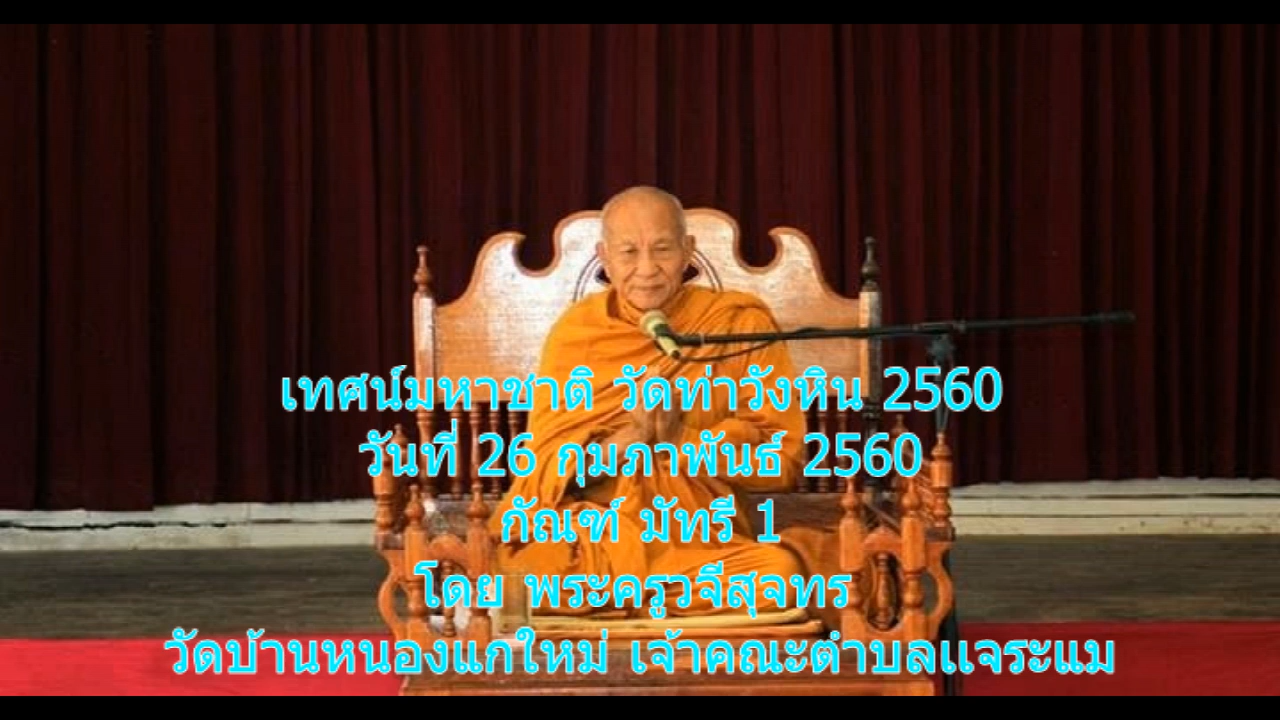 เทศน์มหาชาติ วัดท่าวังหิน 2560
วันที่ 26 กุมภาพันธ์ 2560
กัณฑ์ มัทรี 1
โดย พระครูวจีสุจทร
วัดบ้านหนองแกใหม่ เจ้าคณะตำบลแจระแม